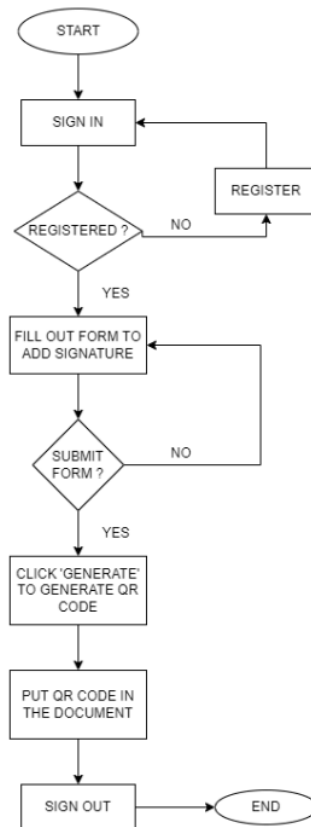 START
SIGN IN
REGISTER
REGISTERED ?
NO
YES
FILL OUT FORM TO
ADD SIGNATURE
SUBMIT
FORM ?
NO
YES
CLICK 'GENERATE'
TO GENERATE QR
CODE
PUT QR CODE IN
THE DOCUMENT
SIGN OUT
END